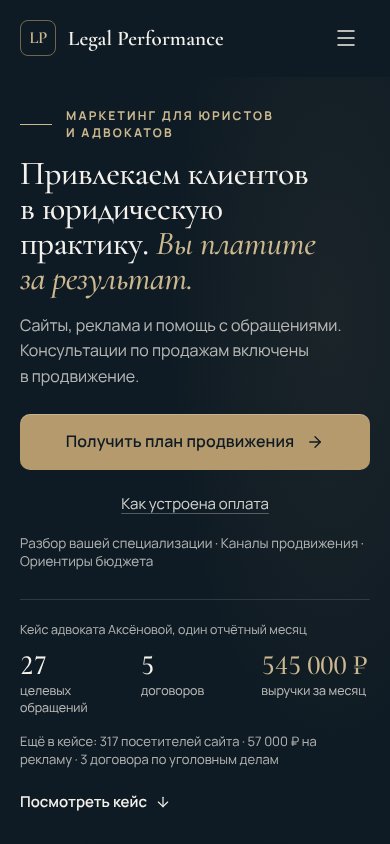 LP Legal Performance
МАРКЕТИНГ ДЛЯ ЮРИСТОВ
И АДВОКАТОВ
Привлекаем клиентов
в юридическую
практику. Вы платите
за результат.
Сайты, реклама и помощь с обращениями.
Консультации по продажам включены
в продвижение.
Получить план продвижения →
Как устроена оплата
Разбор вашей специализации · Каналы продвижения ·
Ориентиры бюджета
Кейс адвоката Аксёновой, один отчётный месяц
27 5 545 000 ₽
целевых договоров выручки за месяц
обращений
Ещё в кейсе: 317 посетителей сайта · 57 000 ₽ на
рекламу · 3 договора по уголовным делам
Посмотреть кейс ↓